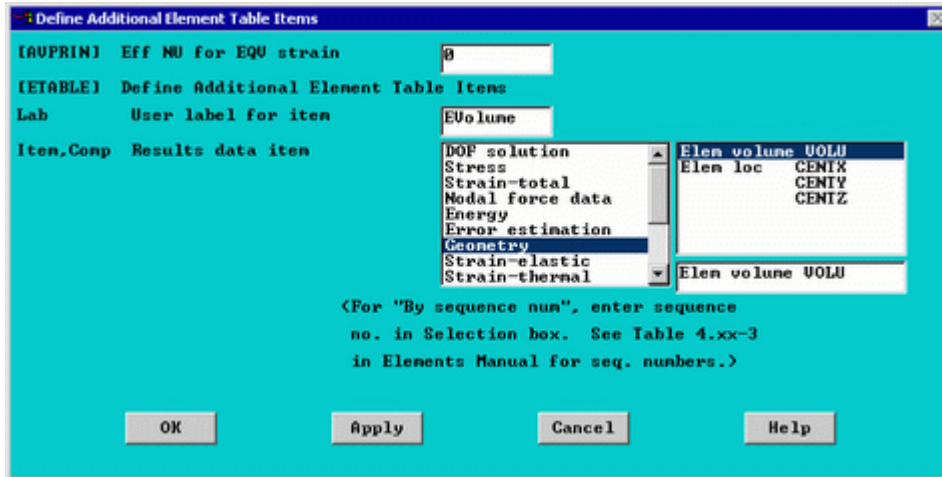 Define Additional Element Table Items
[AVPRIN] Eff NU for EQV strain 0
[ETABLE] Define Additional Element Table Items
Lab User label for item EVolume
Item,Comp Results data item
DOF solution
Stress
Strain-total
Nodal force data
Energy
Error estimation
Geometry
Strain-elastic
Strain-thermal
Elem volume VOLU
Elem loc CENTX
CENTY
CENTZ
Elem volume VOLU
(For "By sequence num", enter sequence
no. in Selection box. See Table 4.xx-3
in Elements Manual for seq. numbers.)
OK Apply Cancel Help